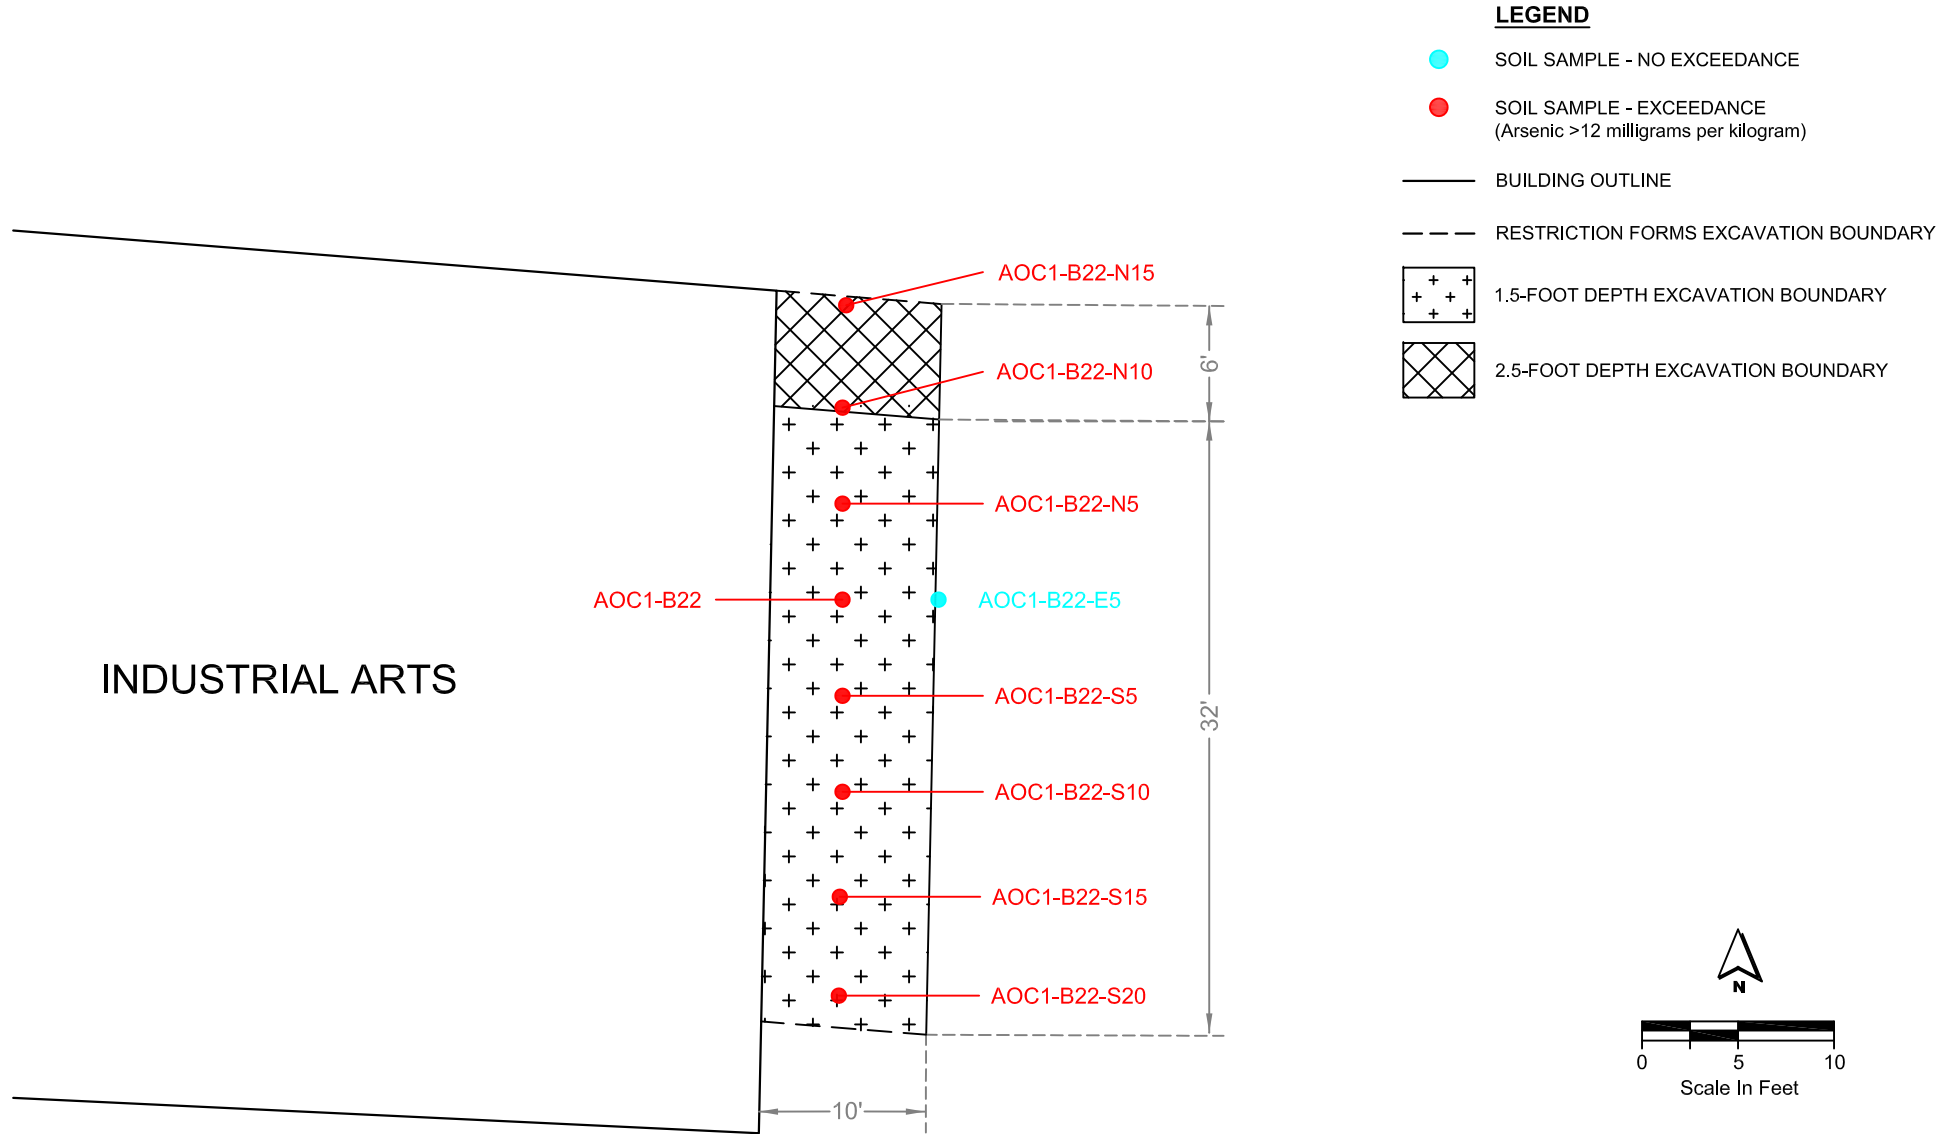 LEGEND
SOIL SAMPLE - NO EXCEEDANCE
SOIL SAMPLE - EXCEEDANCE
(Arsenic >12 milligrams per kilogram)
BUILDING OUTLINE
RESTRICTION FORMS EXCAVATION BOUNDARY
1.5-FOOT DEPTH EXCAVATION BOUNDARY
2.5-FOOT DEPTH EXCAVATION BOUNDARY
AOC1-B22-N15
6'
AOC1-B22-N10
AOC1-B22-N5
AOC1-B22
AOC1-B22-E5
INDUSTRIAL ARTS
AOC1-B22-S5
32'
AOC1-B22-S10
AOC1-B22-S15
AOC1-B22-S20
10'
N
0 5 10
Scale In Feet